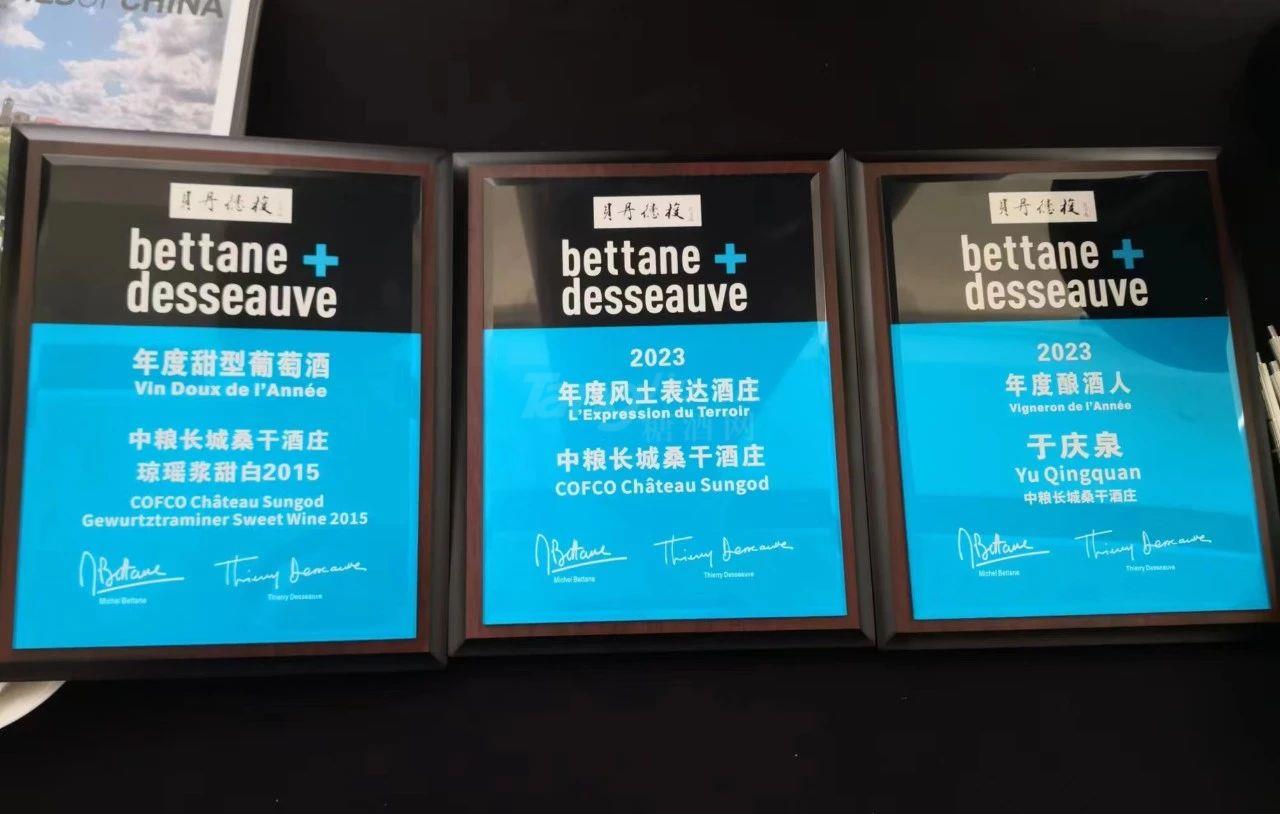 CHINA
贝丹德梭
bettane +
desseauve
年度甜型葡萄酒
Vin Doux de l'Année
中粮长城桑干酒庄
琼瑶浆甜白2015
COFCO Château Sungod
Gewurtztraminer Sweet Wine 2015
Michel Bettane
Thierry Desseauve
贝丹德梭
bettane +
desseauve
2023
年度风土表达酒庄
L'Expression du Terroir
糖酒网
中粮长城桑干酒庄
COFCO Château Sungod
Michel Bettane
Thierry Desseauve
贝丹德梭
bettane +
desseauve
2023
年度酿酒人
Vigneron de l'Année
于庆泉
Yu Qingquan
中粮长城桑干酒庄
Michel Bettane
Thierry Desseauve